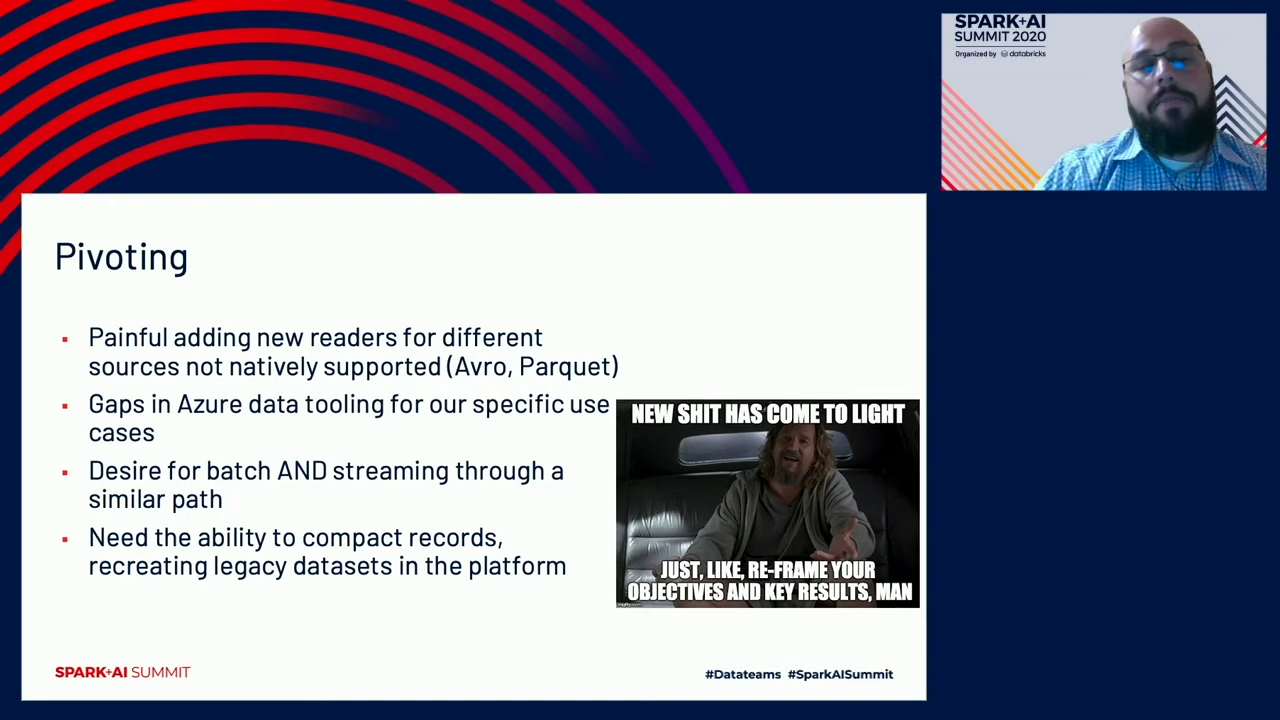 SPARK+AI
SUMMIT 2020
Organized by databricks
Pivoting
Painful adding new readers for different
sources not natively supported (Avro, Parquet)
Gaps in Azure data tooling for our specific use
cases
Desire for batch AND streaming through a
similar path
Need the ability to compact records,
recreating legacy datasets in the platform
NEW SHIT HAS COME TO LIGHT
JUST, LIKE, RE-FRAME YOUR
OBJECTIVES AND KEY RESULTS, MAN
imgflip.com
SPARK+AI SUMMIT
#Datateams #SparkAISummit